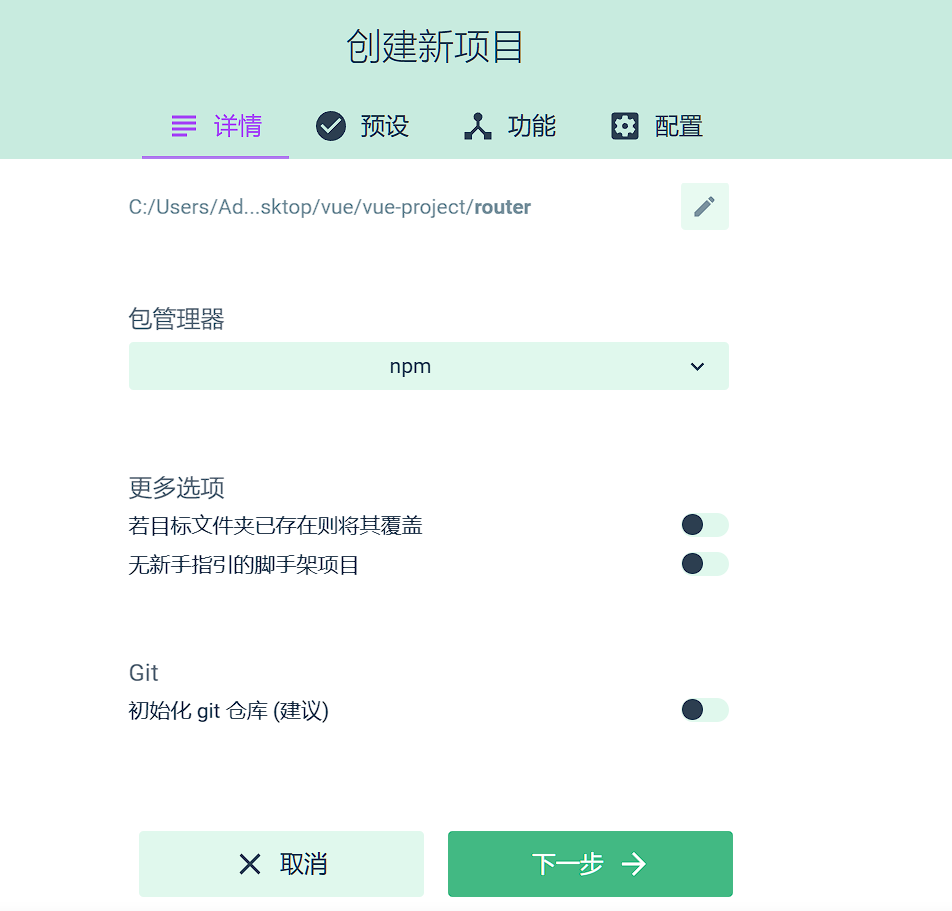 创建新项目
详情 预设 功能 配置
C:/Users/Ad...sktop/vue/vue-project/router
包管理器
npm
更多选项
若目标文件夹已存在则将其覆盖
无新手指引的脚手架项目
Git
初始化 git 仓库 (建议)
取消 下一步